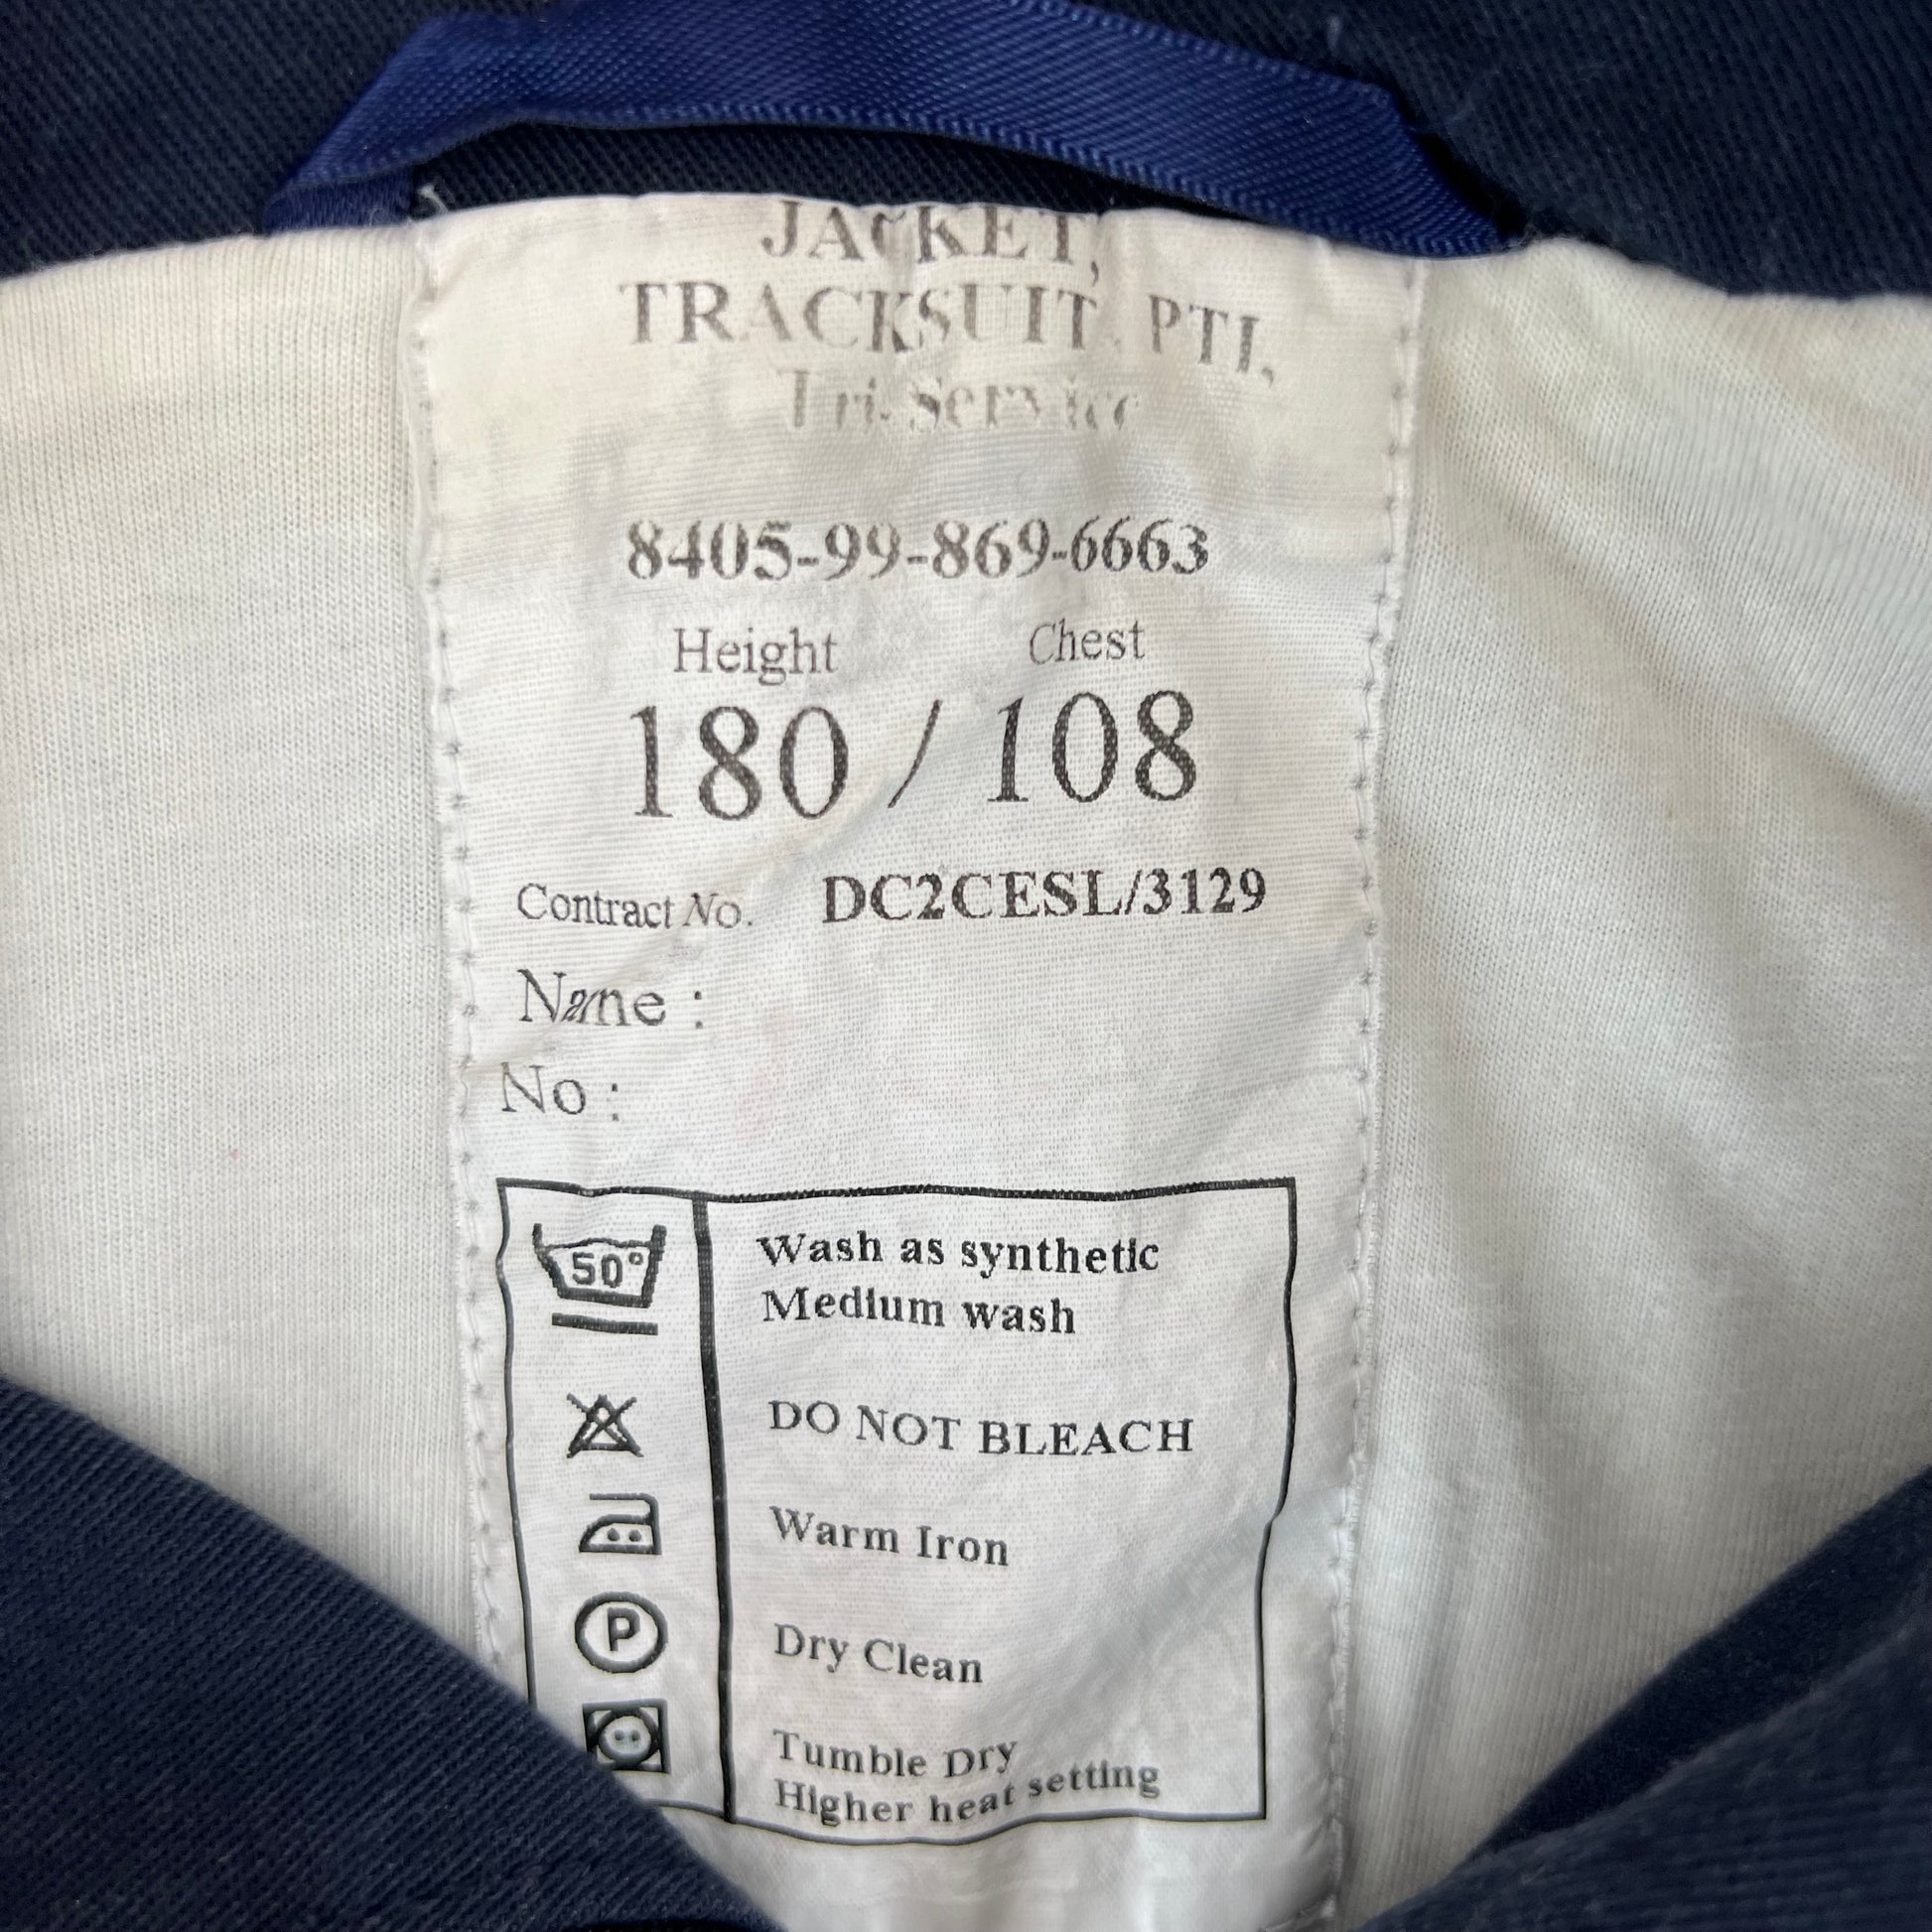 JACKET,
TRACKSUIT, PTI,
Tri-Service
8405-99-869-6663
Height Chest
180 / 108
Contract No. DC2CESL/3129
Name :
No :
50°
Wash as synthetic
Medium wash
DO NOT BLEACH
Warm Iron
P
Dry Clean
Tumble Dry
Higher heat setting